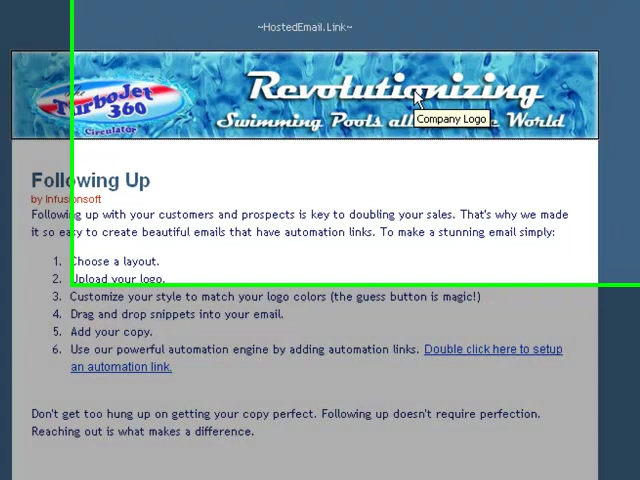 ~HostedEmail.Link~
The
TurboJet
360
Circulator
Revolutionizing
Swimming Pools all e World
Company Logo
Following Up
by Infusionsoft
Following up with your customers and prospects is key to doubling your sales. That's why we made
it so easy to create beautiful emails that have automation links. To make a stunning email simply:
1. Choose a layout.
2. Upload your logo.
3. Customize your style to match your logo colors (the guess button is magic!)
4. Drag and drop snippets into your email.
5. Add your copy.
6. Use our powerful automation engine by adding automation links. Double click here to setup
an automation link.
Don't get too hung up on getting your copy perfect. Following up doesn't require perfection.
Reaching out is what makes a difference.